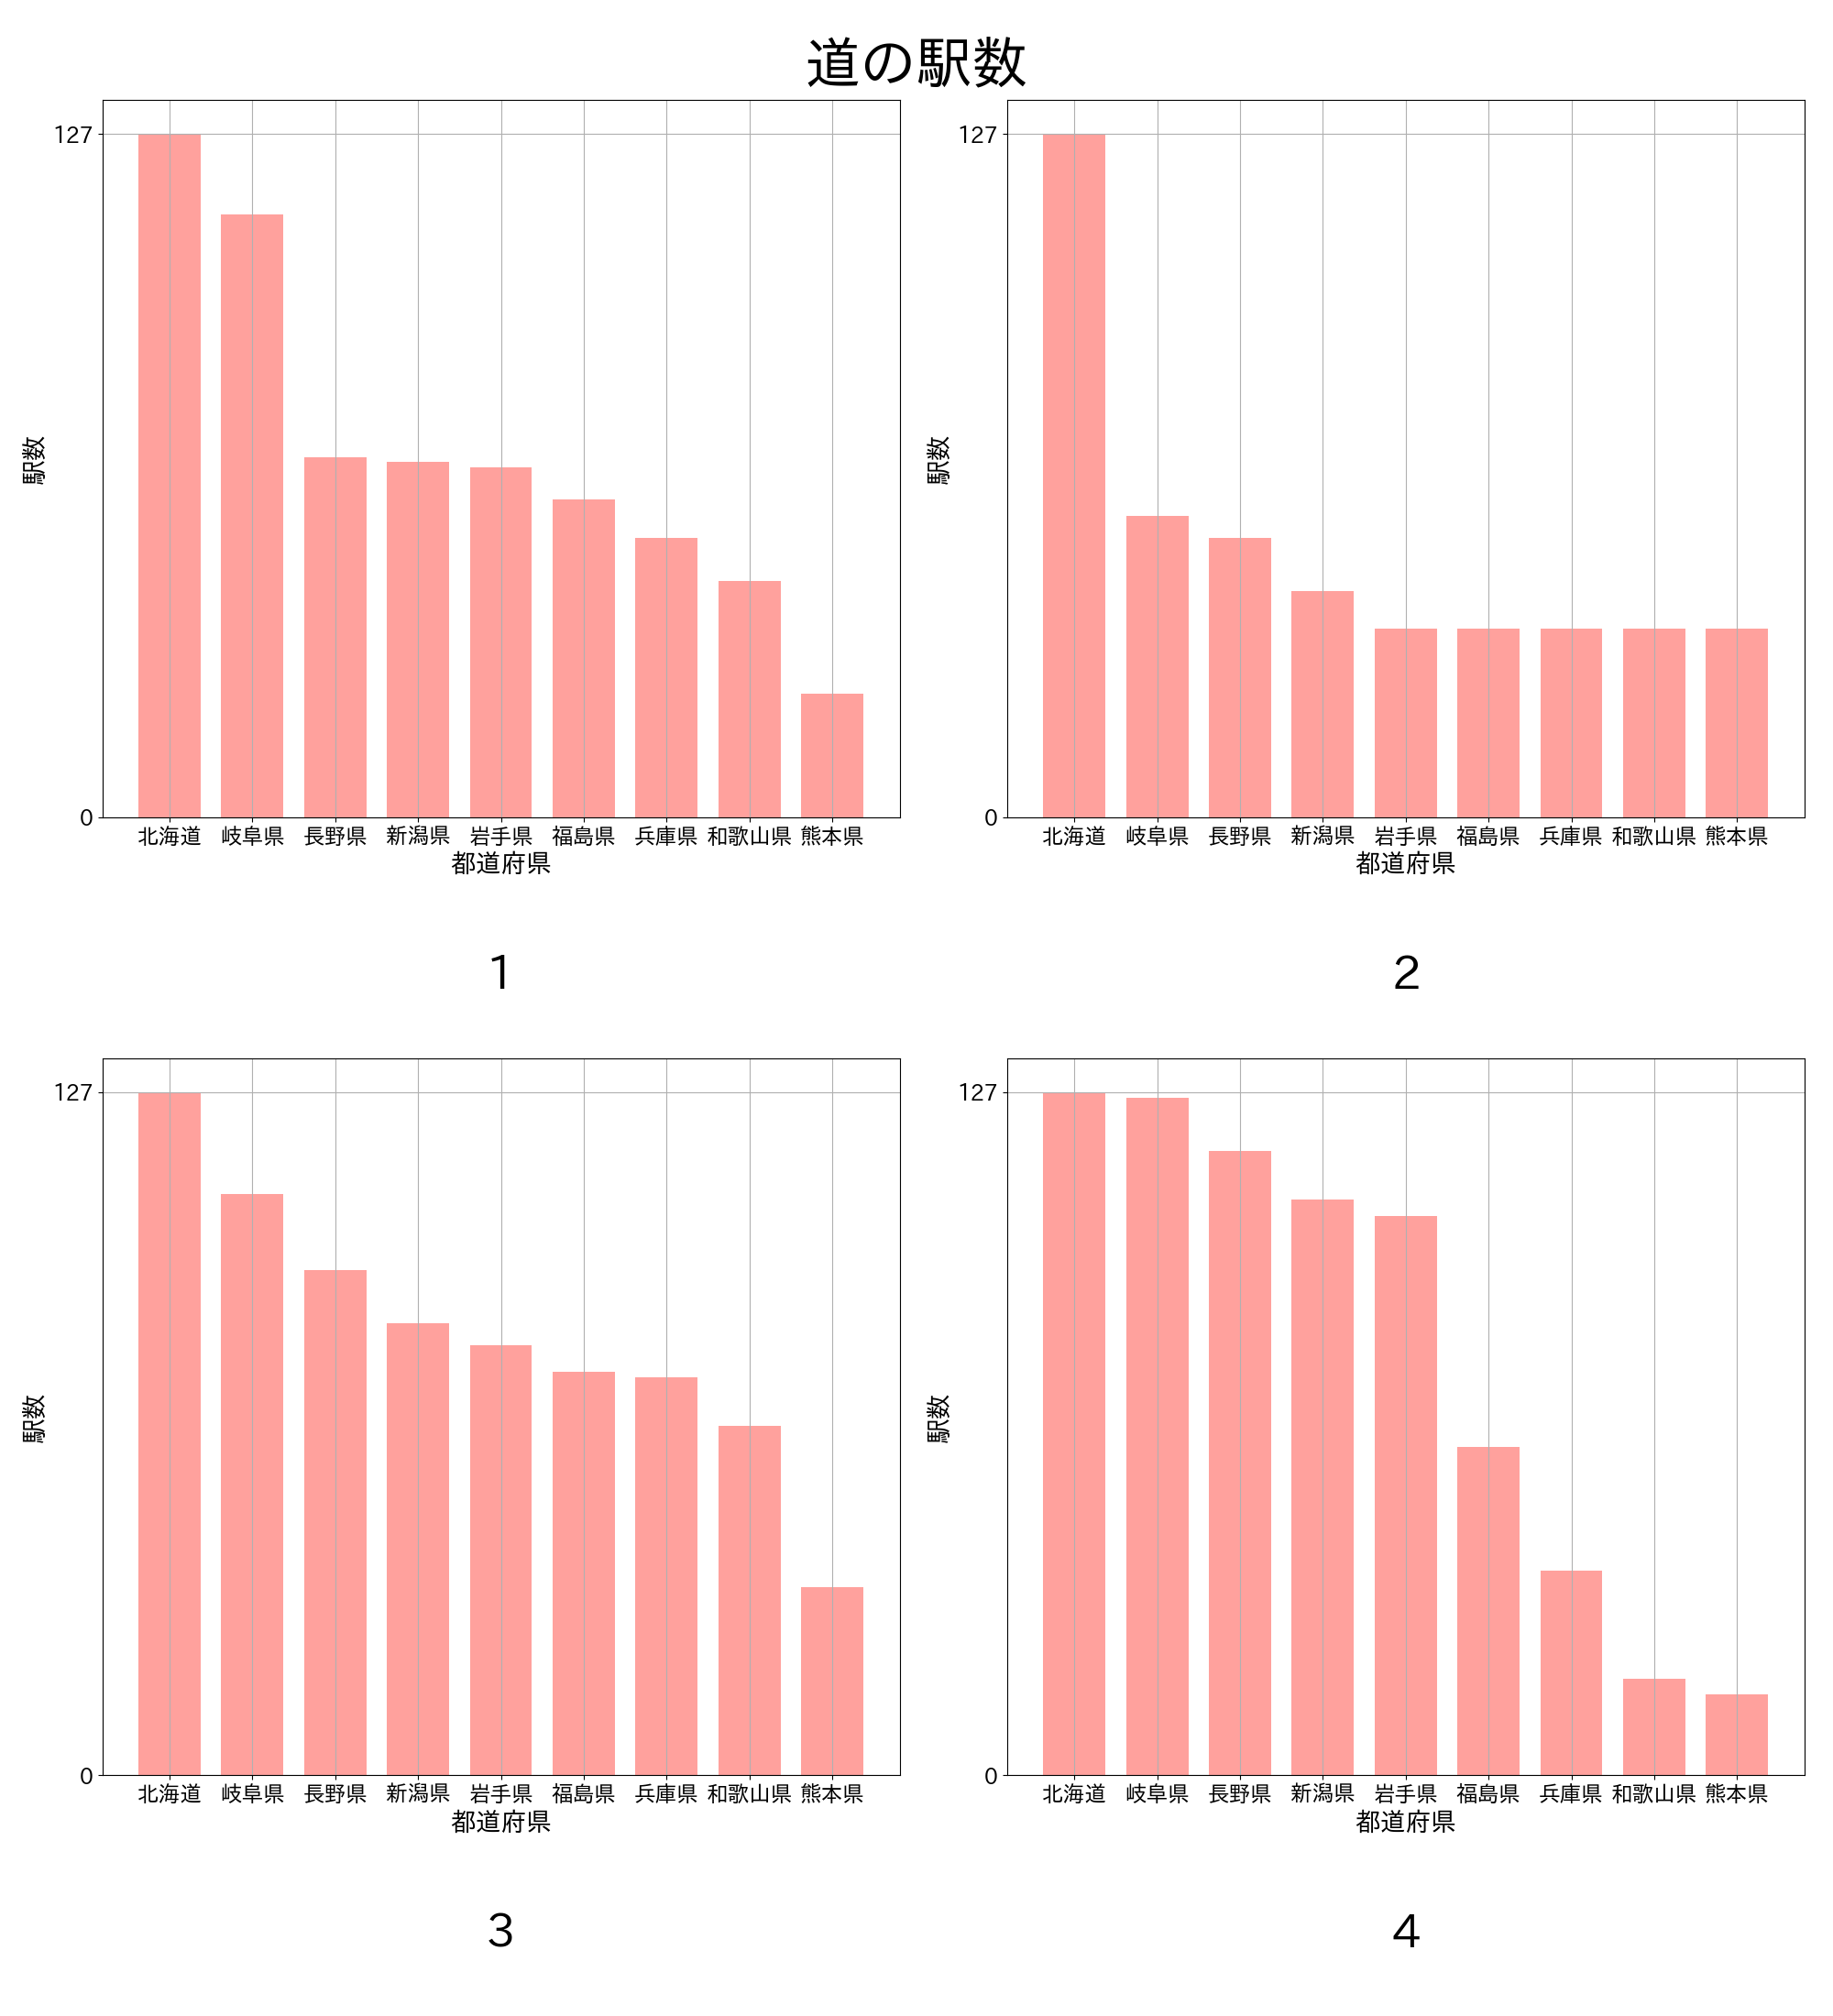 道の駅数
127
駅数
0
北海道 岐阜県 長野県 新潟県 岩手県 福島県 兵庫県 和歌山県 熊本県
都道府県
1
127
駅数
0
北海道 岐阜県 長野県 新潟県 岩手県 福島県 兵庫県 和歌山県 熊本県
都道府県
2
127
駅数
0
北海道 岐阜県 長野県 新潟県 岩手県 福島県 兵庫県 和歌山県 熊本県
都道府県
3
127
駅数
0
北海道 岐阜県 長野県 新潟県 岩手県 福島県 兵庫県 和歌山県 熊本県
都道府県
4